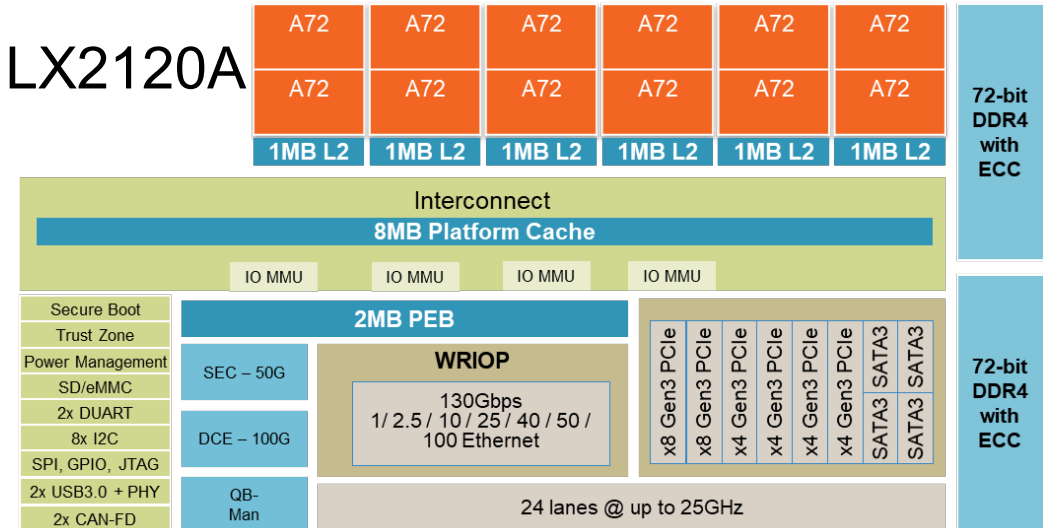 LX2120A
A72 A72 A72 A72 A72 A72
A72 A72 A72 A72 A72 A72
1MB L2 1MB L2 1MB L2 1MB L2 1MB L2 1MB L2
72-bit
DDR4
with
ECC
Interconnect
8MB Platform Cache
IO MMU IO MMU IO MMU IO MMU
Secure Boot
Trust Zone
Power Management
SD/eMMC
2x DUART
8x I2C
SPI, GPIO, JTAG
2x USB3.0 + PHY
2x CAN-FD
2MB PEB
SEC – 50G
DCE – 100G
QB-
Man
WRIOP
130Gbps
1/ 2.5 / 10 / 25 / 40 / 50 /
100 Ethernet
x8 Gen3 PCIe
x8 Gen3 PCIe
x4 Gen3 PCIe
x4 Gen3 PCIe
x4 Gen3 PCIe
x4 Gen3 PCIe
SATA3 SATA3
SATA3 SATA3
24 lanes @ up to 25GHz
72-bit
DDR4
with
ECC